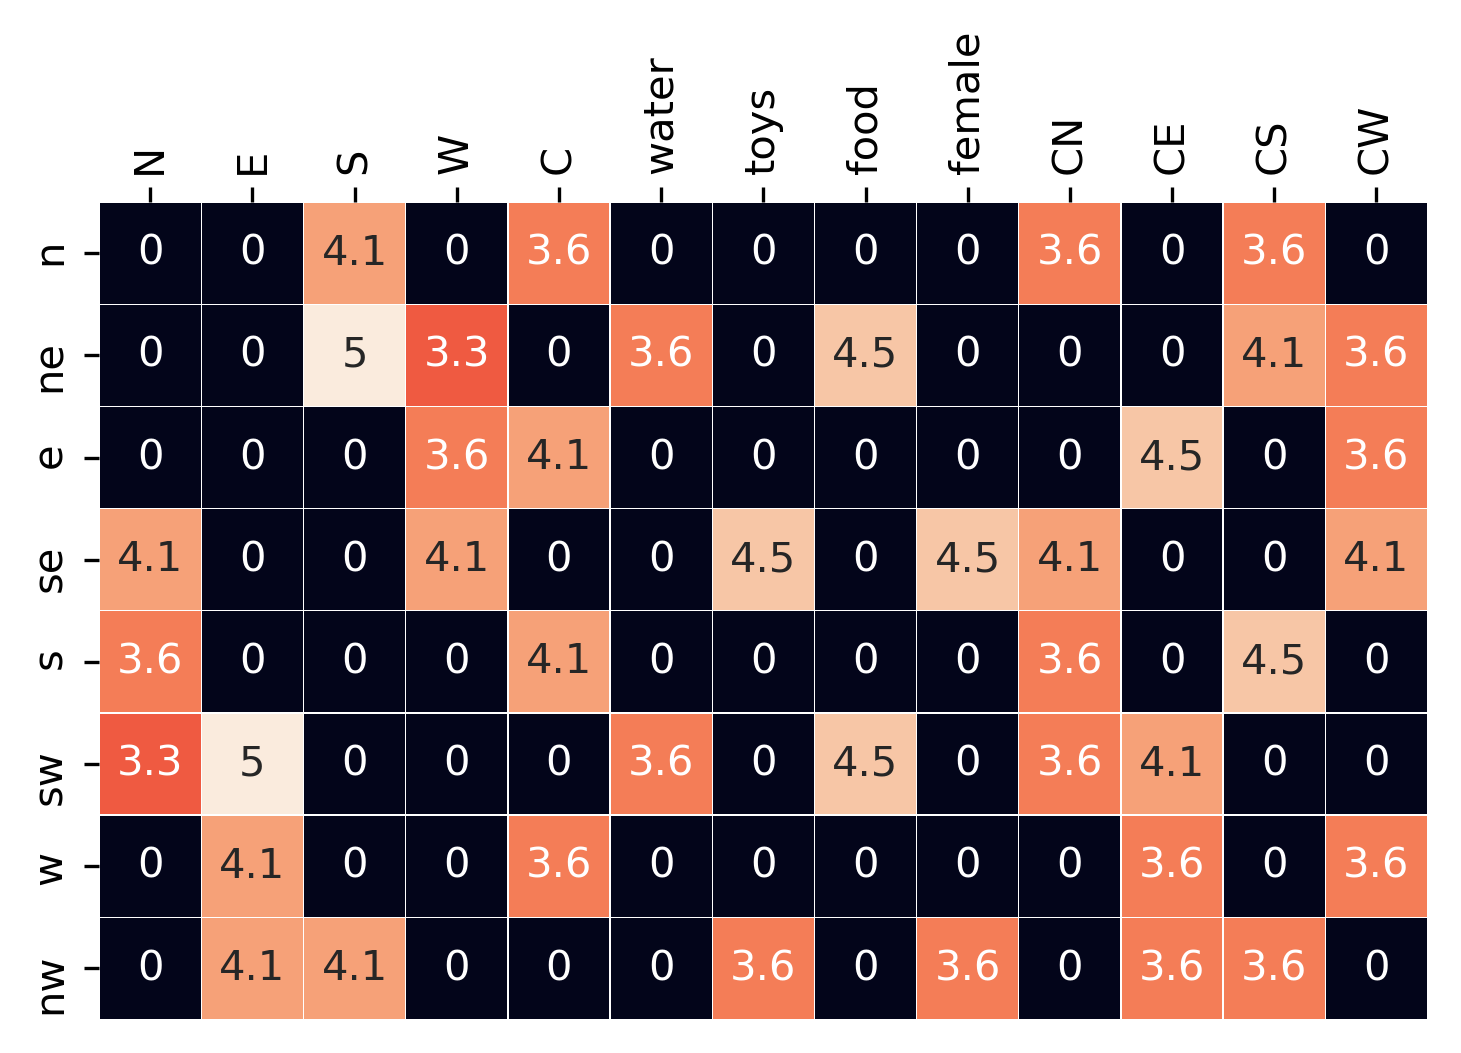 N E S W C water toys food female CN CE CS CW
n 0 0 4.1 0 3.6 0 0 0 0 3.6 0 3.6 0
ne 0 0 5 3.3 0 3.6 0 4.5 0 0 0 4.1 3.6
e 0 0 0 3.6 4.1 0 0 0 0 0 4.5 0 3.6
se 4.1 0 0 4.1 0 0 4.5 0 4.5 4.1 0 0 4.1
s 3.6 0 0 0 4.1 0 0 0 0 3.6 0 4.5 0
sw 3.3 5 0 0 0 3.6 0 4.5 0 3.6 4.1 0 0
w 0 4.1 0 0 3.6 0 0 0 0 0 3.6 0 3.6
nw 0 4.1 4.1 0 0 0 3.6 0 3.6 0 3.6 3.6 0